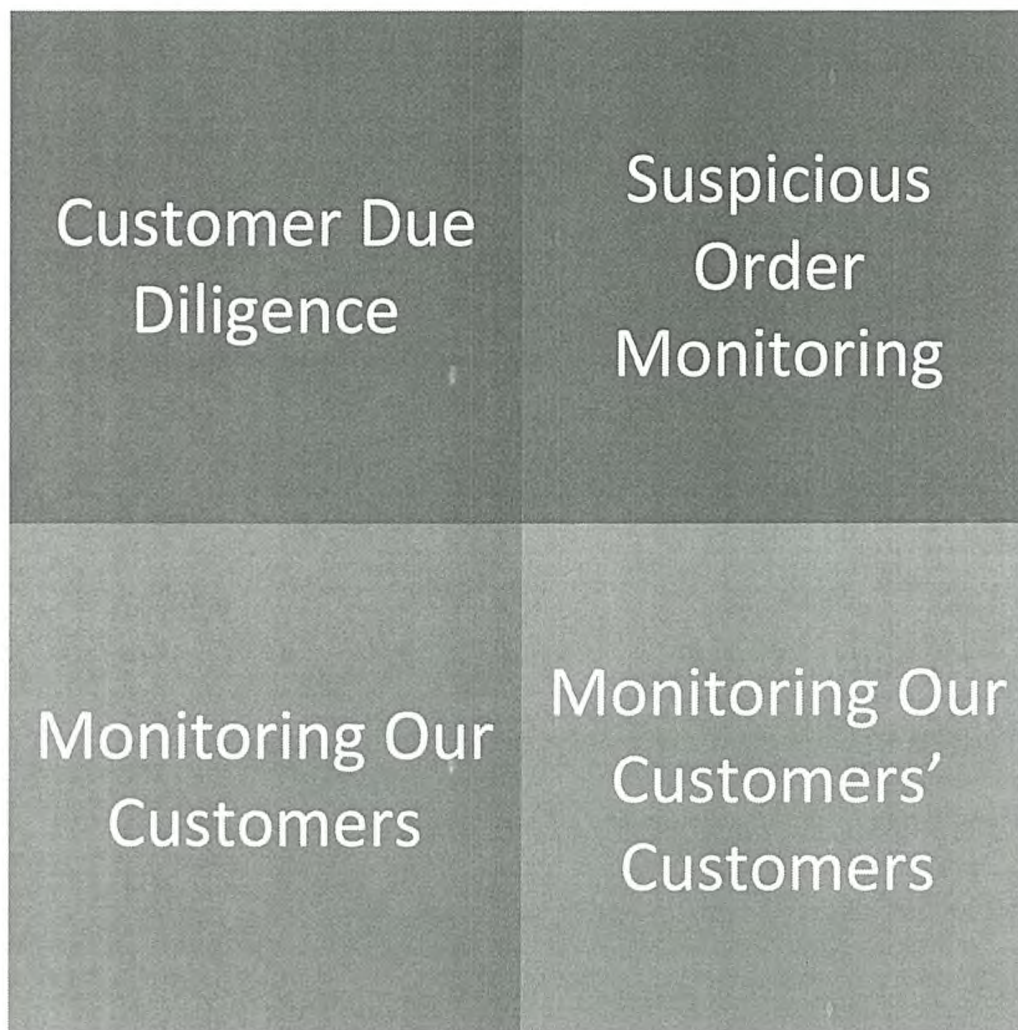 Customer Due
Diligence
Suspicious
Order
Monitoring
Monitoring Our
Customers
Monitoring Our
Customers’
Customers